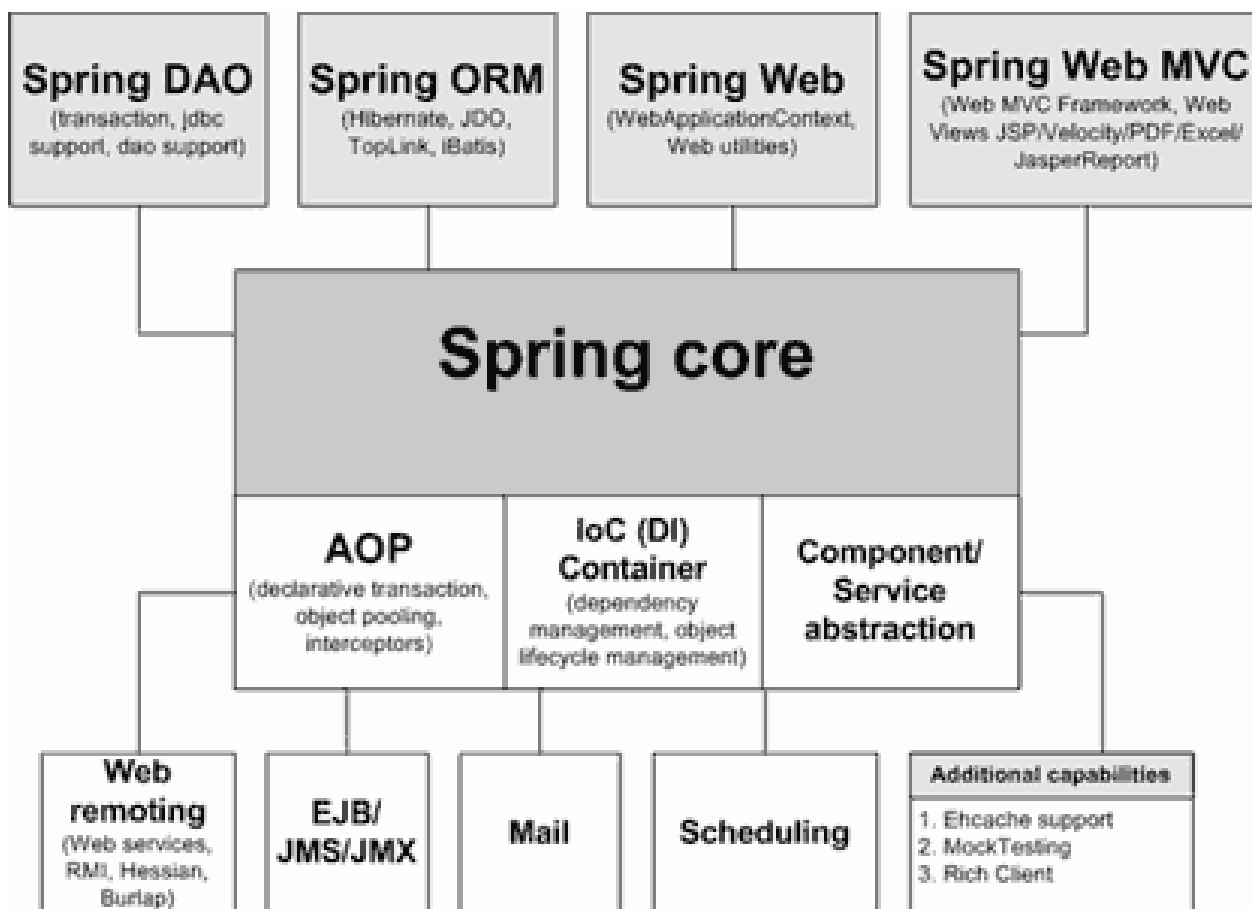 Spring DAO
(transaction, jdbc
support, dao support)
Spring ORM
(Hibernate, JDO,
TopLink, iBatis)
Spring Web
(WebApplicationContext,
Web utilities)
Spring Web MVC
(Web MVC Framework, Web
Views JSP/Velocity/PDF/Excel/
JasperReport)
Spring core
AOP
(declarative transaction,
object pooling,
interceptors)
IoC (DI)
Container
(dependency
management, object
lifecycle management)
Component/
Service
abstraction
Web
remoting
(Web services,
RMI, Hessian,
Burlap)
EJB/
JMS/JMX
Mail
Scheduling
Additional capabilities
1. Ehcache support
2. MockTesting
3. Rich Client